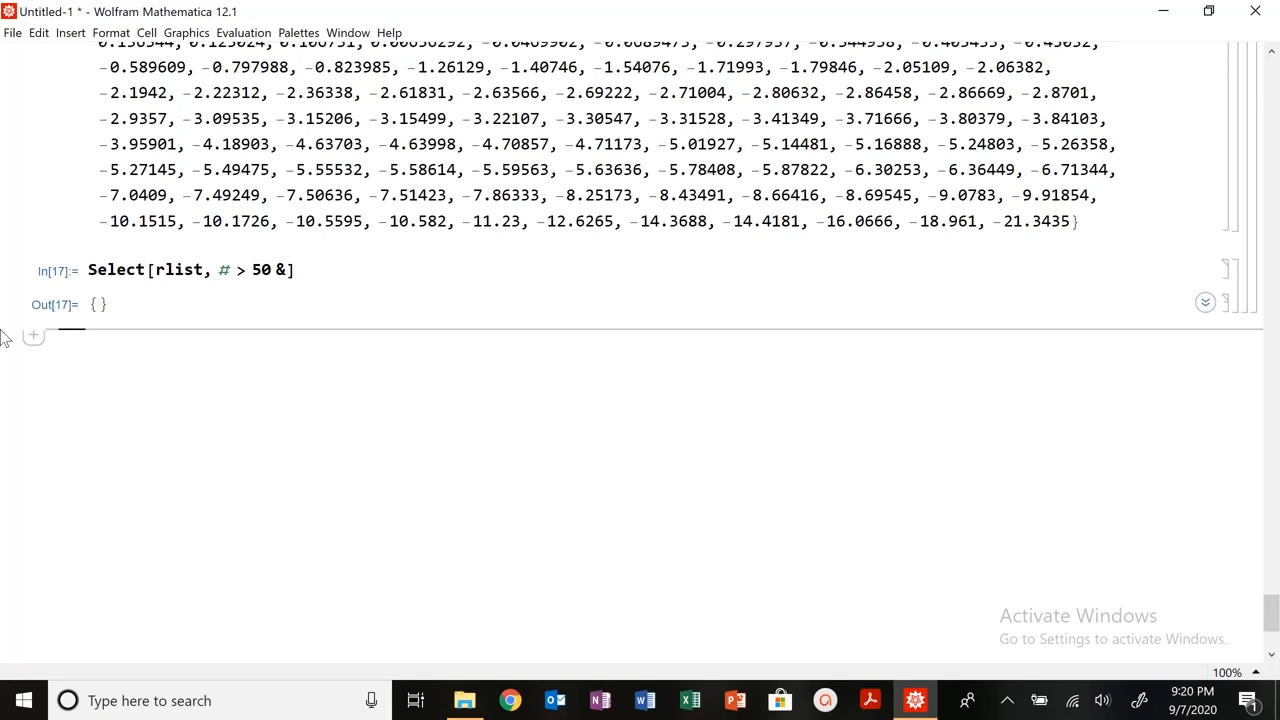 Untitled-1 * - Wolfram Mathematica 12.1
File Edit Insert Format Cell Graphics Evaluation Palettes Window Help
-0.589609, -0.797988, -0.823985, -1.26129, -1.40746, -1.54076, -1.71993, -1.79846, -2.05109, -2.06382,
-2.1942, -2.22312, -2.36338, -2.61831, -2.63566, -2.69222, -2.71004, -2.80632, -2.86458, -2.86669, -2.8701,
-2.9357, -3.09535, -3.15206, -3.15499, -3.22107, -3.30547, -3.31528, -3.41349, -3.71666, -3.80379, -3.84103,
-3.95901, -4.18903, -4.63703, -4.63998, -4.70857, -4.71173, -5.01927, -5.14481, -5.16888, -5.24803, -5.26358,
-5.27145, -5.49475, -5.55532, -5.58614, -5.59563, -5.63636, -5.78408, -5.87822, -6.30253, -6.36449, -6.71344,
-7.0409, -7.49249, -7.50636, -7.51423, -7.86333, -8.25173, -8.43491, -8.66416, -8.69545, -9.0783, -9.91854,
-10.1515, -10.1726, -10.5595, -10.582, -11.23, -12.6265, -14.3688, -14.4181, -16.0666, -18.961, -21.3435}
In[17]:= Select[rlist, # > 50 &]
Out[17]= { }
Activate Windows
Go to Settings to activate Windows.
100%
Type here to search
9:20 PM
9/7/2020
1